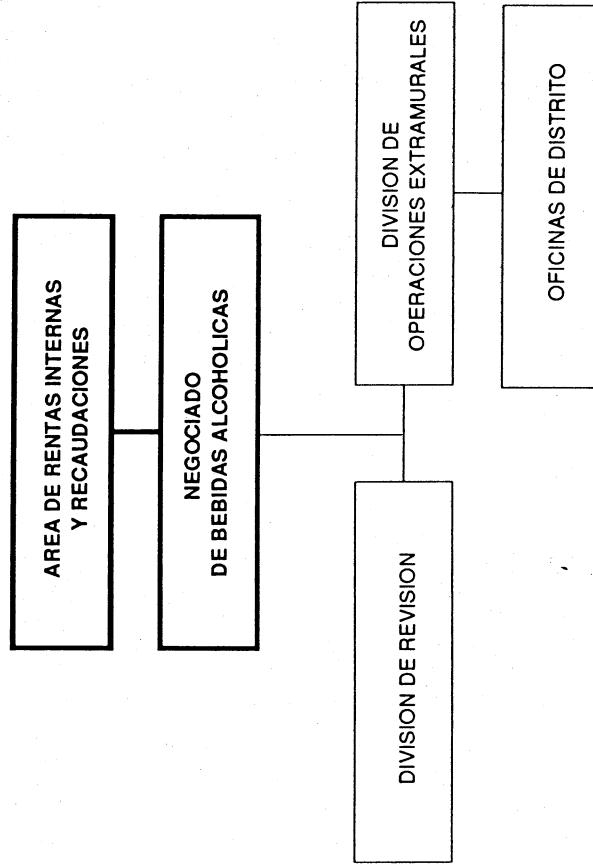 AREA DE RENTAS INTERNAS
Y RECAUDACIONES
NEGOCIADO
DE BEBIDAS ALCOHOLICAS
DIVISION DE REVISION
DIVISION DE
OPERACIONES EXTRAMURALES
OFICINAS DE DISTRITO